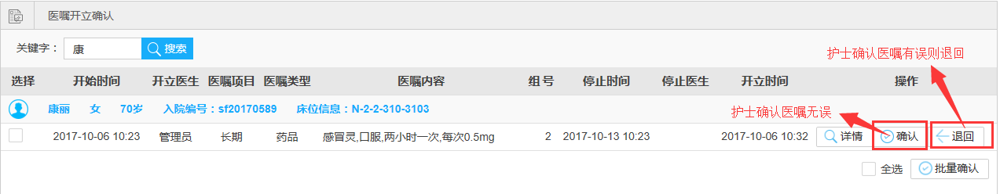 医嘱开立确认
关键字： 康 搜索
护士确认医嘱有误则退回
选择 开始时间 开立医生 医嘱项目 医嘱类型 医嘱内容 组号 停止时间 停止医生 开立时间 操作
康丽 女 70岁 入院编号：sf20170589 床位信息：N-2-2-310-3103
护士确认医嘱无误
2017-10-06 10:23 管理员 长期 药品 感冒灵,口服,两小时一次,每次0.5mg 2 2017-10-13 10:23 2017-10-06 10:32 详情 确认 退回
全选 批量确认